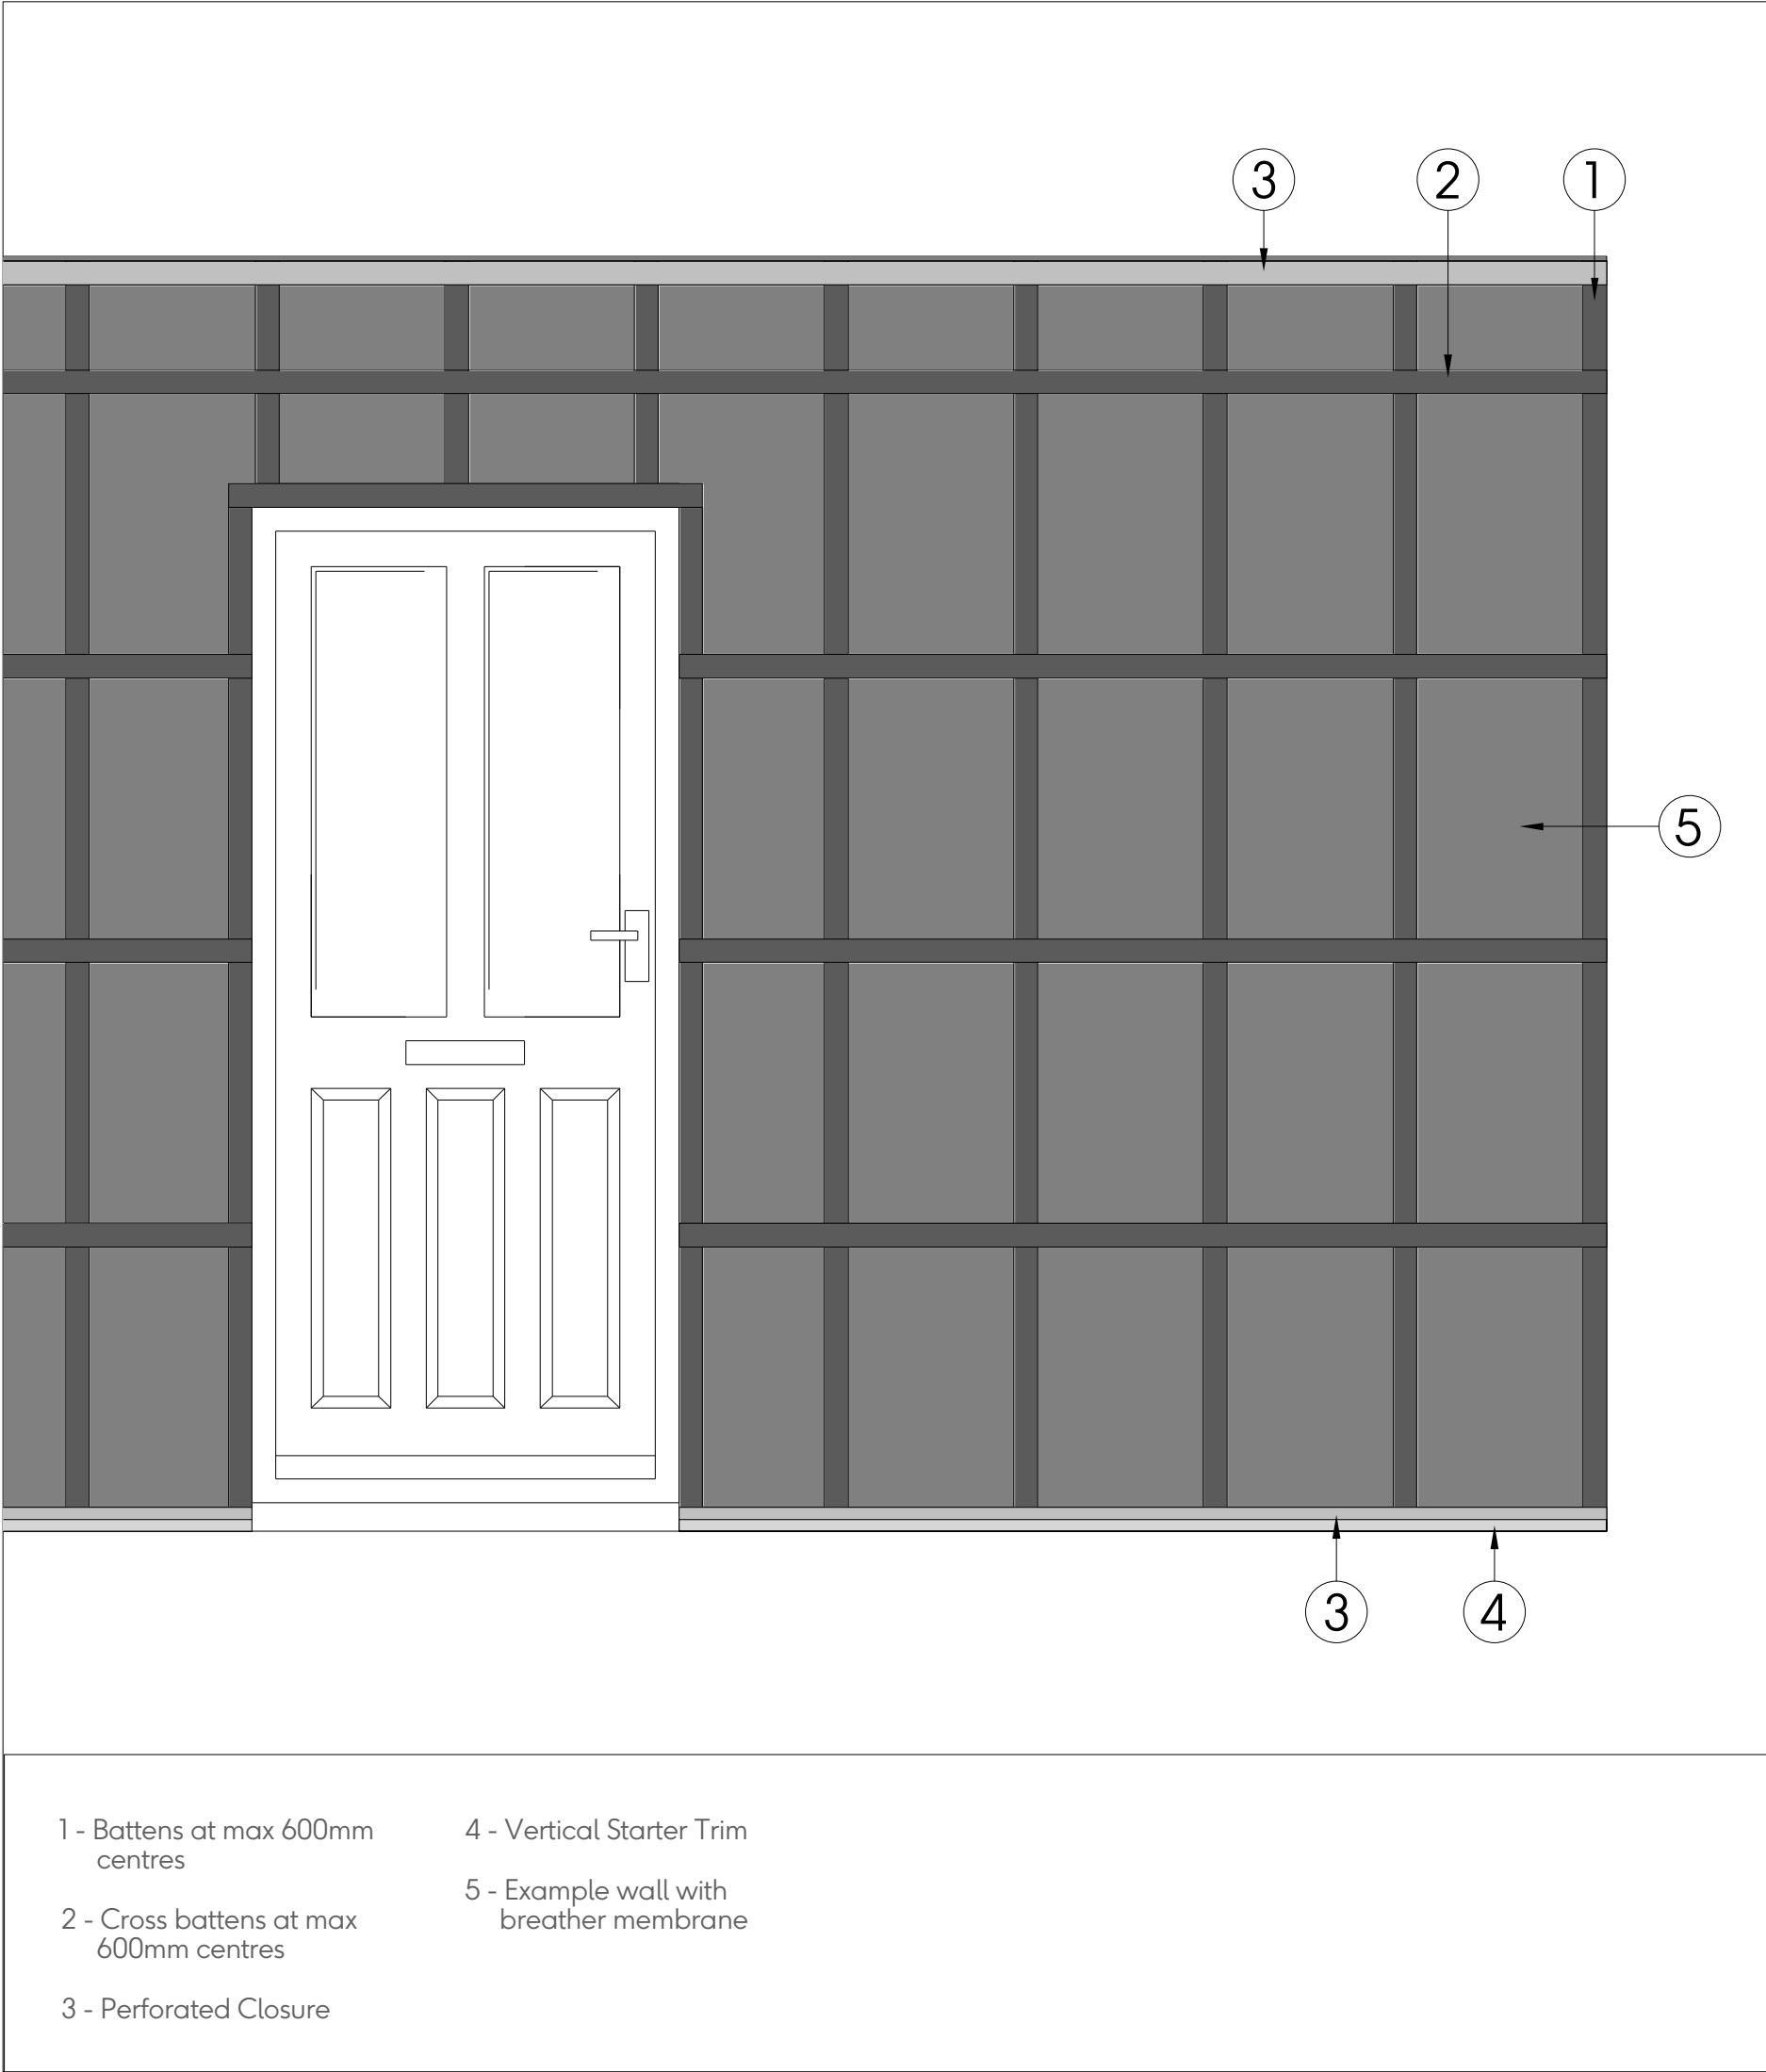 3
2
1
5
3
4
1 - Battens at max 600mm
centres
2 - Cross battens at max
600mm centres
3 - Perforated Closure
4 - Vertical Starter Trim
5 - Example wall with
breather membrane